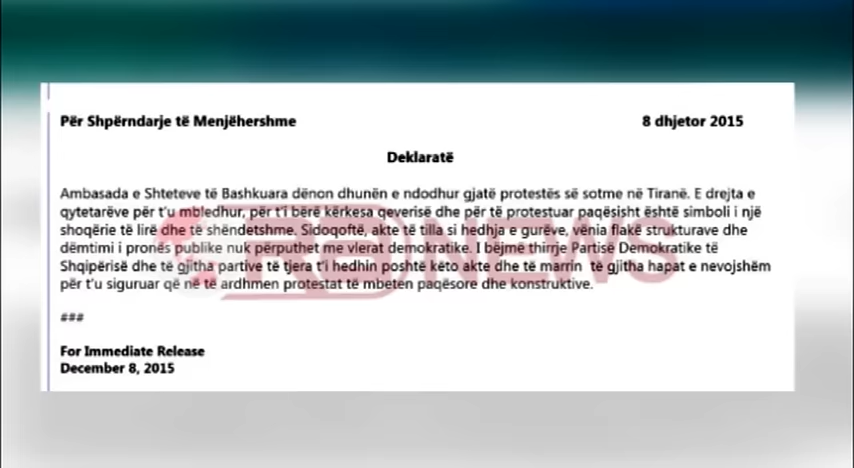 Për Shpërndarje të Menjëhershme 8 dhjetor 2015
Deklaratë
Ambasada e Shteteve të Bashkuara dënon dhunën e ndodhur gjatë protestës së sotme në Tiranë. E drejta e
qytetarëve për t'u mbledhur, për t'i bërë kërkesa qeverisë dhe për të protestuar paqësisht është simboli i një
shoqërie të lirë dhe të shëndetshme. Sidoqoftë, akte të tilla si hedhja e gurëve, vënia flakë strukturave dhe
dëmtimi i pronës publike nuk përputhet me vlerat demokratike. I bëjmë thirrje Partisë Demokratike të
Shqipërisë dhe të gjitha partive të tjera t'i hedhin poshtë këto akte dhe të marrin të gjitha hapat e nevojshëm
për t'u siguruar që në të ardhmen protestat të mbeten paqësore dhe konstruktive.
###
For Immediate Release
December 8, 2015
NEWS